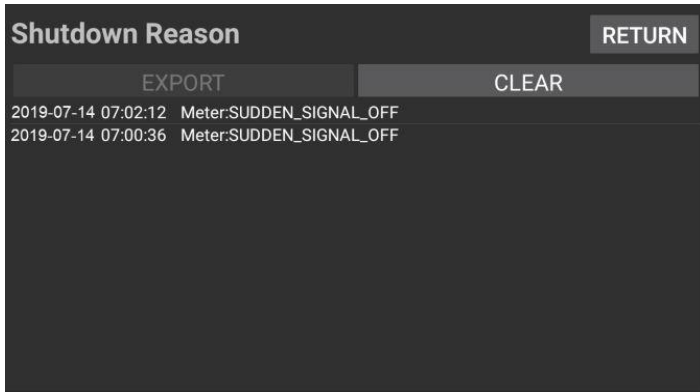 Shutdown Reason
RETURN
EXPORT
CLEAR
2019-07-14 07:02:12 Meter:SUDDEN_SIGNAL_OFF
2019-07-14 07:00:36 Meter:SUDDEN_SIGNAL_OFF